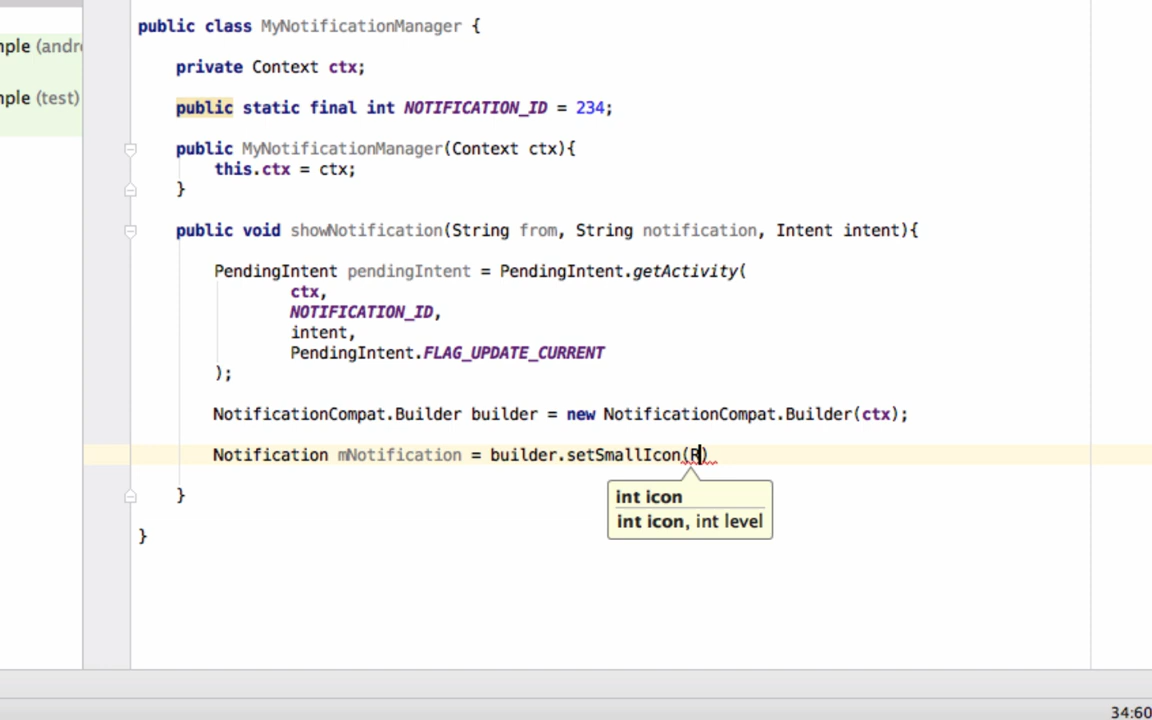 public class MyNotificationManager {
mple (andro
private Context ctx;
mple (test)
public static final int NOTIFICATION_ID = 234;
public MyNotificationManager(Context ctx){
this.ctx = ctx;
}
public void showNotification(String from, String notification, Intent intent){
PendingIntent pendingIntent = PendingIntent.getActivity(
ctx,
NOTIFICATION_ID,
intent,
PendingIntent.FLAG_UPDATE_CURRENT
);
NotificationCompat.Builder builder = new NotificationCompat.Builder(ctx);
Notification mNotification = builder.setSmallIcon(R)
int icon
}
int icon, int level
}
34:60